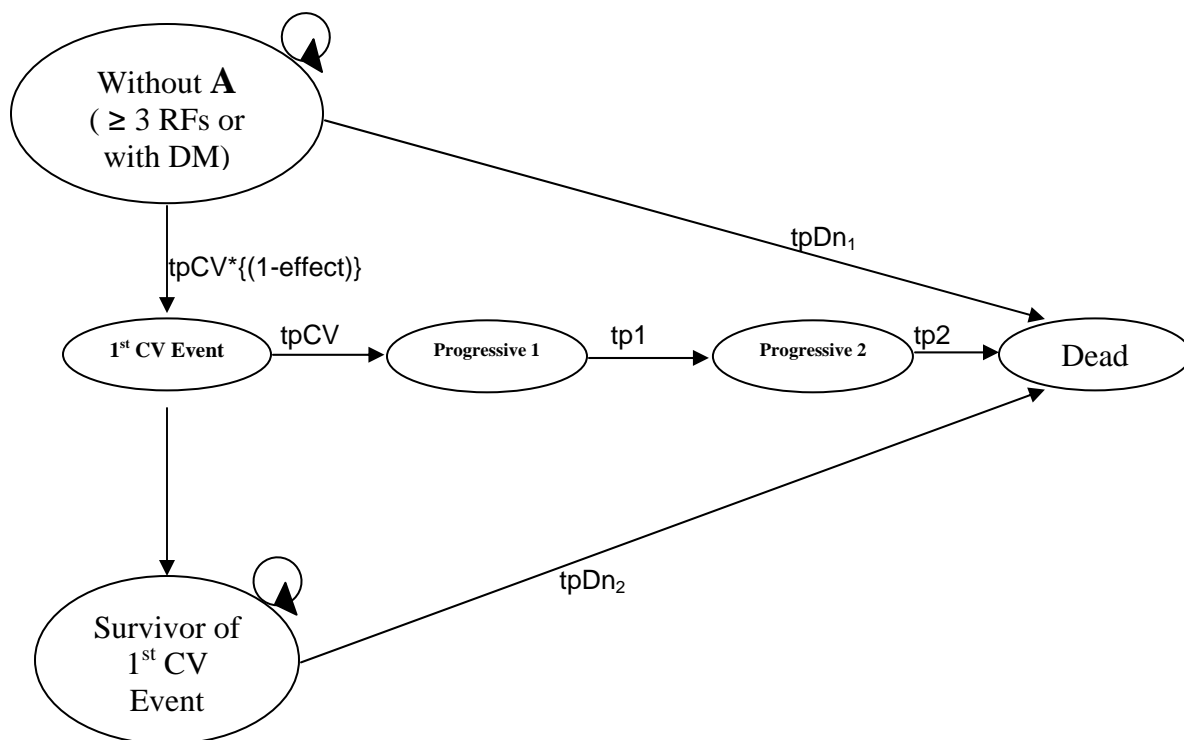 Without A
( ≥ 3 RFs or
with DM)
tpDn₁
tpCV*{(1-effect)}
1st CV Event
tpCV
Progressive 1
tp1
Progressive 2
tp2
Dead
tpDn₂
Survivor of
1st CV
Event